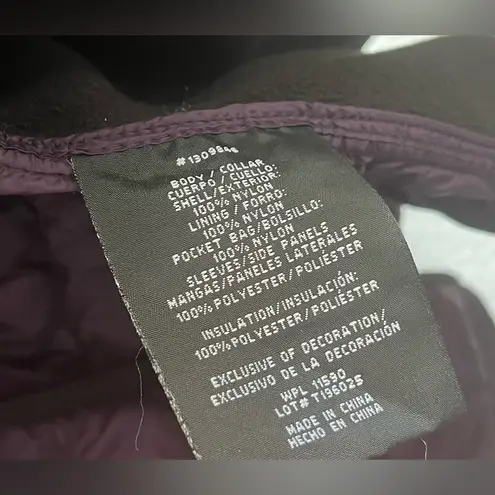 #1309846
BODY / COLLAR
CUERPO / CUELLO:
SHELL/EXTERIOR:
100% NYLON
LINING / FORRO:
100% NYLON
POCKET BAG/BOLSILLO:
100% NYLON
SLEEVES/SIDE PANELS
MANGAS/PANELES LATERALES
100% POLYESTER/POLIÉSTER
INSULATION/INSULACIÓN:
100% POLYESTER/POLIÉSTER
EXCLUSIVE OF DECORATION/
EXCLUSIVO DE LA DECORACIÓN
WPL 11590
LOT# T196025
MADE IN CHINA
HECHO EN CHINA